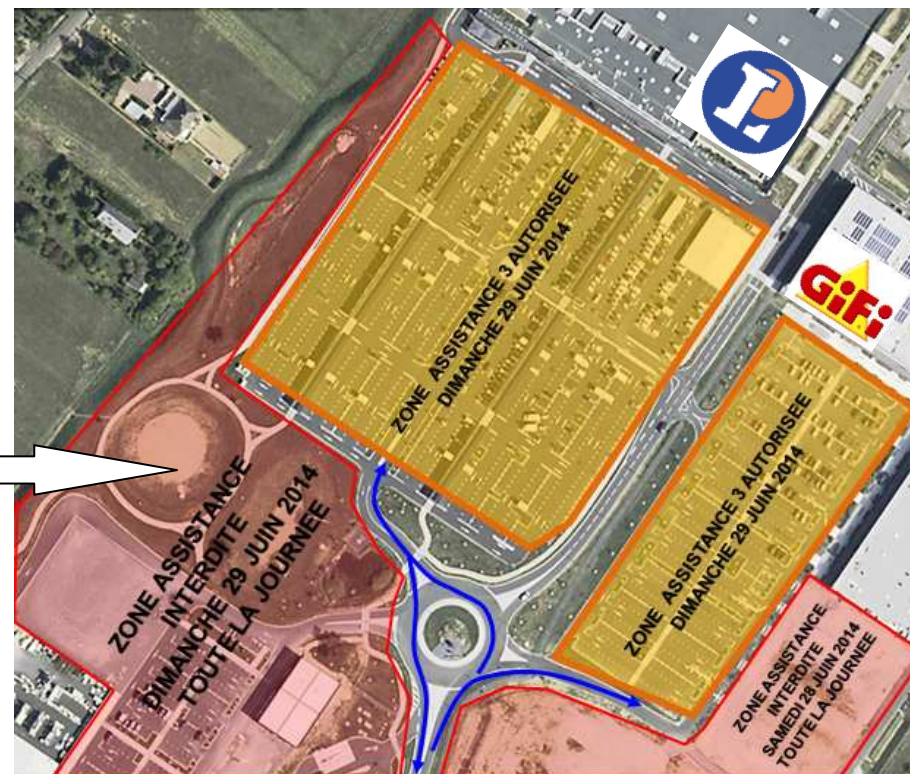 L
GiFi
ZONE ASSISTANCE 3 AUTORISEE
DIMANCHE 29 JUIN 2014
ZONE ASSISTANCE 3 AUTORISEE
DIMANCHE 29 JUIN 2014
ZONE ASSISTANCE
INTERDITE
DIMANCHE 29 JUIN 2014
TOUTE LA JOURNEE
ZONE ASSISTANCE
INTERDITE
SAMEDI 28 JUIN 2014
TOUTE LA JOURNEE